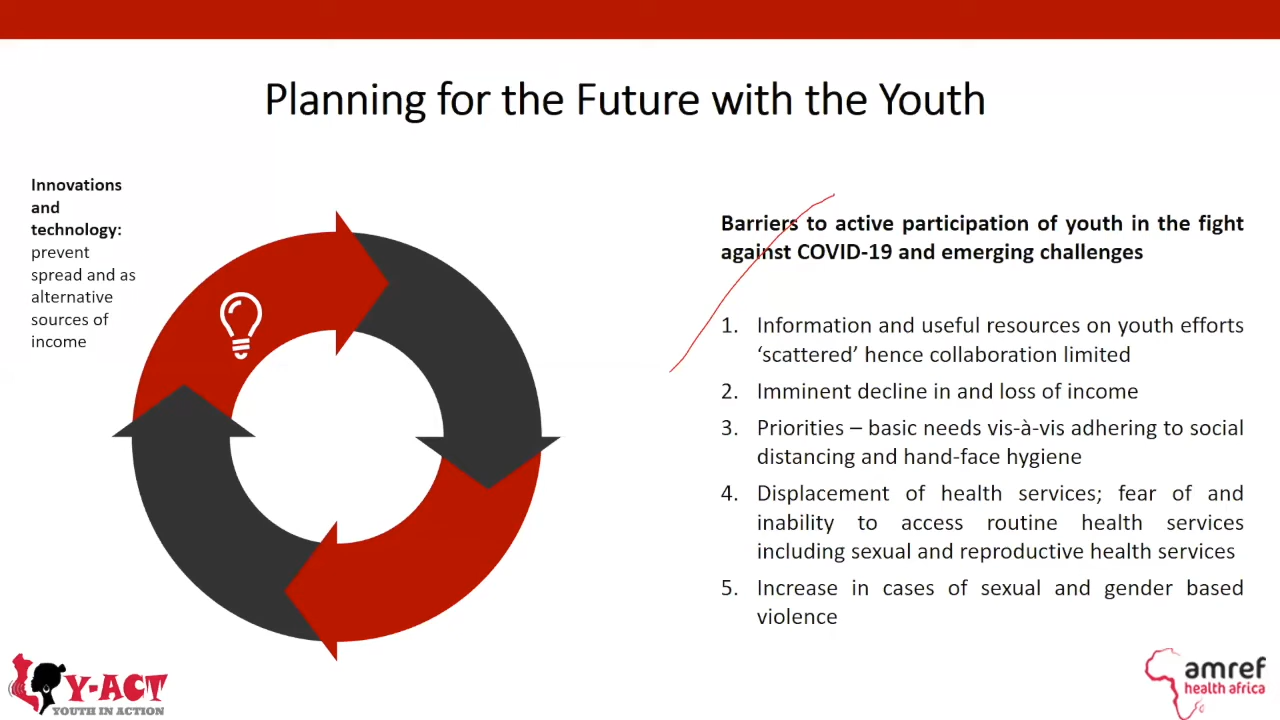 Planning for the Future with the Youth
Innovations
and
technology:
prevent
spread and as
alternative
sources of
income
Barriers to active participation of youth in the fight
against COVID-19 and emerging challenges
1. Information and useful resources on youth efforts
‘scattered’ hence collaboration limited
2. Imminent decline in and loss of income
3. Priorities – basic needs vis-à-vis adhering to social
distancing and hand-face hygiene
4. Displacement of health services; fear of and
inability to access routine health services
including sexual and reproductive health services
5. Increase in cases of sexual and gender based
violence
Y-ACT
YOUTH IN ACTION
amref
health africa